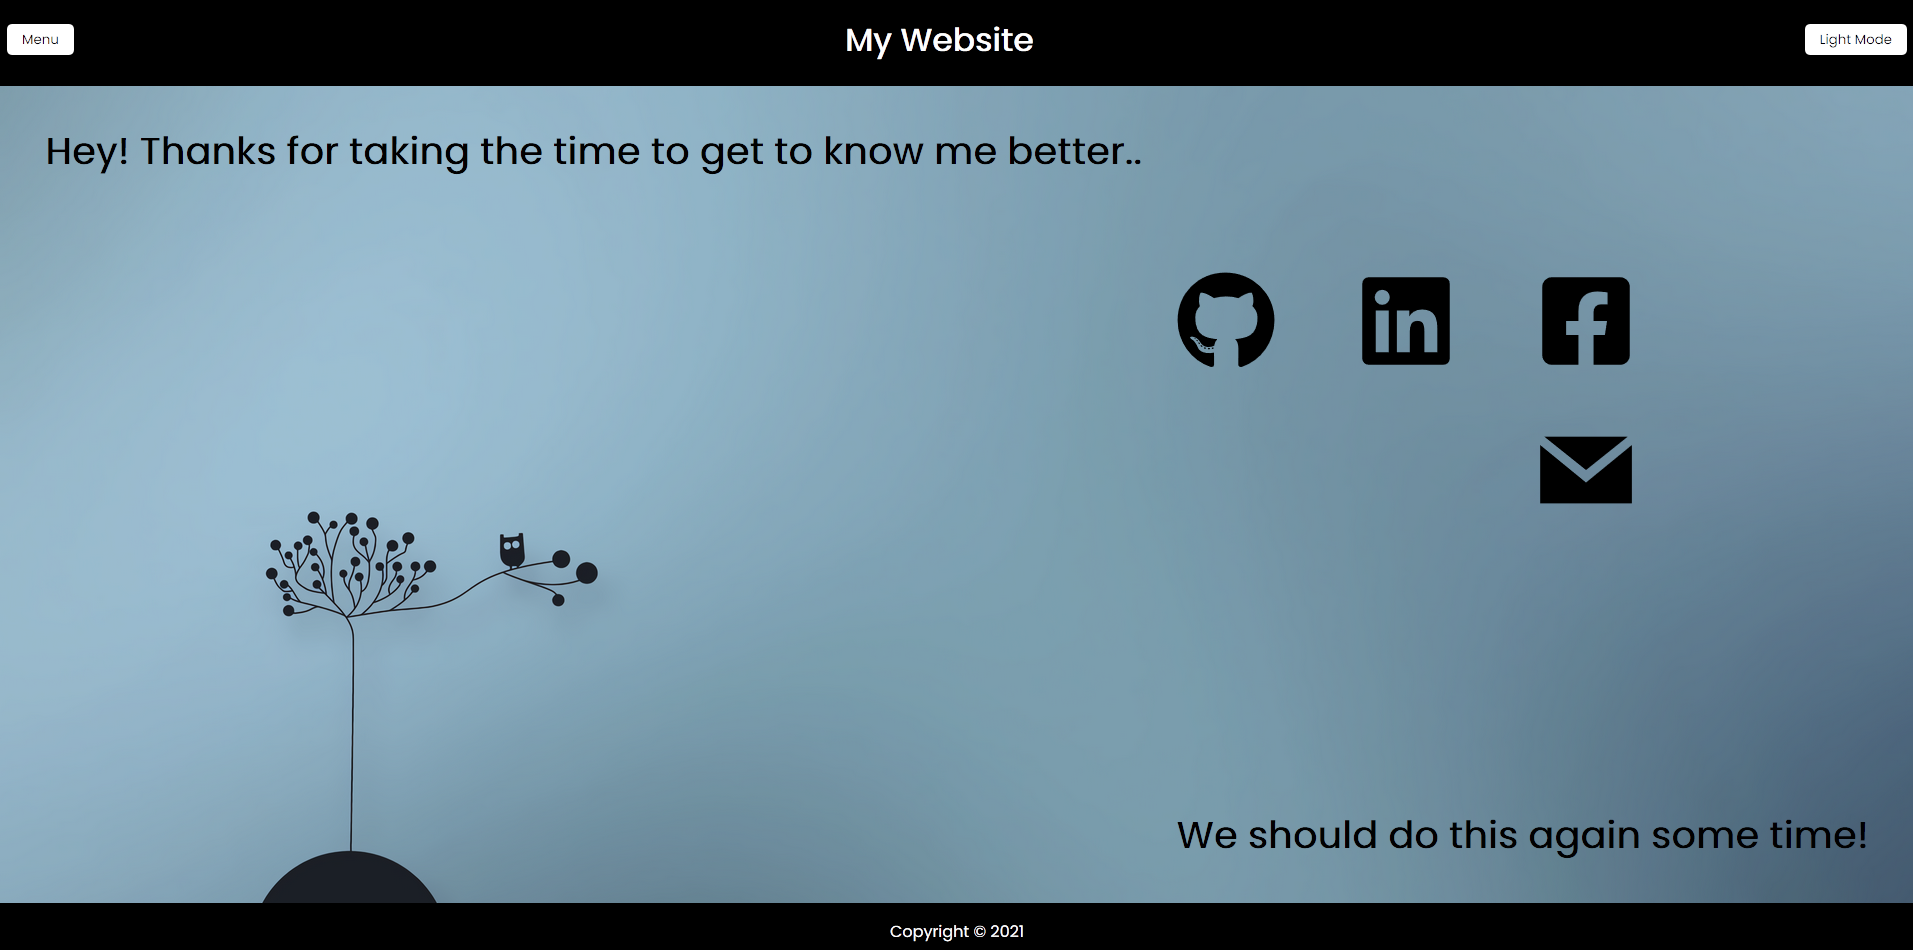 Menu
My Website
Light Mode
Hey! Thanks for taking the time to get to know me better..
in
f
We should do this again some time!
Copyright © 2021